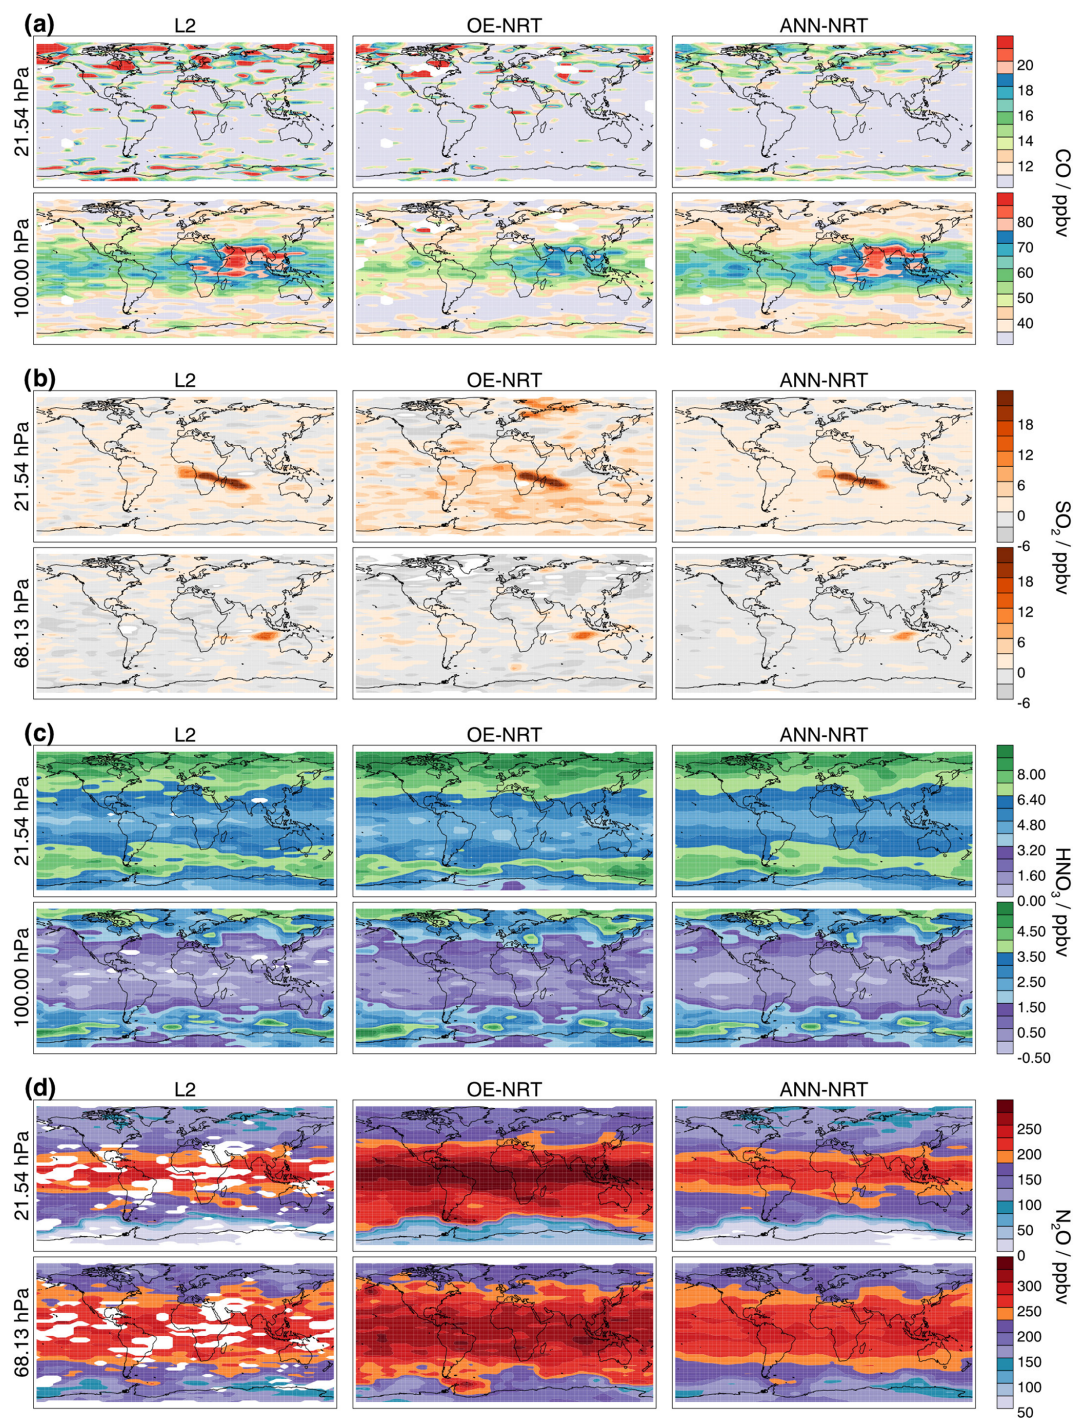 (a)
L2 OE-NRT ANN-NRT
21.54 hPa
100.00 hPa
20
18
16
14
12
80
70
60
50
40
CO / ppbv
(b)
L2 OE-NRT ANN-NRT
21.54 hPa
68.13 hPa
18
12
6
0
-6
18
12
6
0
-6
SO2 / ppbv
(c)
L2 OE-NRT ANN-NRT
21.54 hPa
100.00 hPa
8.00
6.40
4.80
3.20
1.60
0.00
4.50
3.50
2.50
1.50
0.50
-0.50
HNO3 / ppbv
(d)
L2 OE-NRT ANN-NRT
21.54 hPa
68.13 hPa
250
200
150
100
50
0
300
250
200
150
100
50
N2O / ppbv